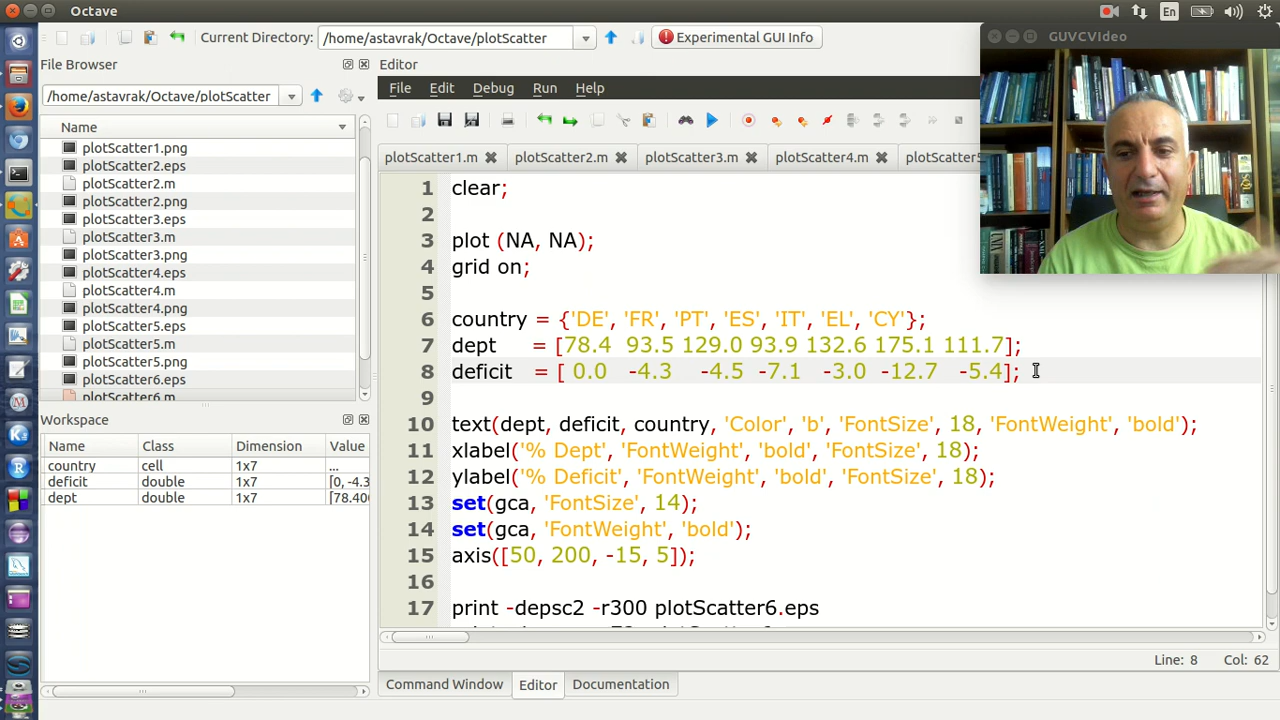 Octave
En
Current Directory: /home/astavrak/Octave/plotScatter
Experimental GUI Info
GUVCVIdeo
File Browser
/home/astavrak/Octave/plotScatter
Name
plotScatter1.png
plotScatter2.eps
plotScatter2.m
plotScatter2.png
plotScatter3.eps
plotScatter3.m
plotScatter3.png
plotScatter4.eps
plotScatter4.m
plotScatter4.png
plotScatter5.eps
plotScatter5.m
plotScatter5.png
plotScatter6.eps
plotScatter6.m
Workspace
Name Class Dimension Value
country cell 1x7 ...
deficit double 1x7 [0, -4.3
dept double 1x7 [78.400
Editor
File Edit Debug Run Help
plotScatter1.m plotScatter2.m plotScatter3.m plotScatter4.m plotScatter5
1 clear;
2
3 plot (NA, NA);
4 grid on;
5
6 country = {'DE', 'FR', 'PT', 'ES', 'IT', 'EL', 'CY'};
7 dept = [78.4 93.5 129.0 93.9 132.6 175.1 111.7];
8 deficit = [ 0.0 -4.3 -4.5 -7.1 -3.0 -12.7 -5.4];
9
10 text(dept, deficit, country, 'Color', 'b', 'FontSize', 18, 'FontWeight', 'bold');
11 xlabel('% Dept', 'FontWeight', 'bold', 'FontSize', 18);
12 ylabel('% Deficit', 'FontWeight', 'bold', 'FontSize', 18);
13 set(gca, 'FontSize', 14);
14 set(gca, 'FontWeight', 'bold');
15 axis([50, 200, -15, 5]);
16
17 print -depsc2 -r300 plotScatter6.eps
Line: 8 Col: 62
Command Window Editor Documentation